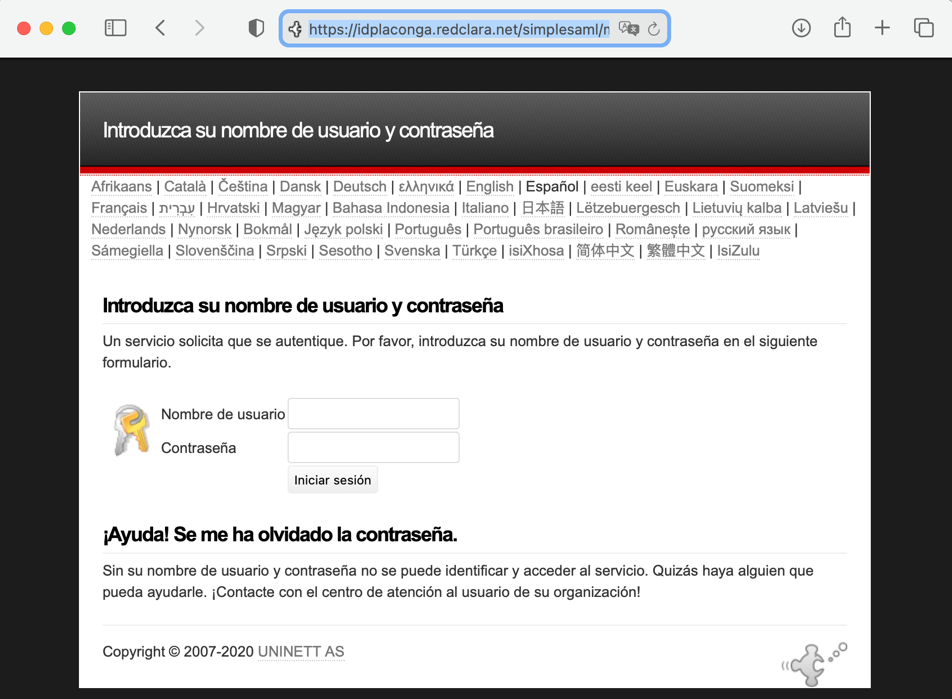 https://idplaconga.redclara.net/simplesaml/
Introduzca su nombre de usuario y contraseña
Afrikaans | Català | Čeština | Dansk | Deutsch | ελληνικά | English | Español | eesti keel | Euskara | Suomeksi |
Français | עִבְרִית | Hrvatski | Magyar | Bahasa Indonesia | Italiano | 日本語 | Lëtzebuergesch | Lietuvių kalba | Latviešu |
Nederlands | Nynorsk | Bokmål | Język polski | Português | Português brasileiro | Românește | русский язык |
Sámegiella | Slovenščina | Srpski | Sesotho | Svenska | Türkçe | isiXhosa | 简体中文 | 繁體中文 | IsiZulu
Introduzca su nombre de usuario y contraseña
Un servicio solicita que se autentique. Por favor, introduzca su nombre de usuario y contraseña en el siguiente
formulario.
Nombre de usuario
Contraseña
Iniciar sesión
¡Ayuda! Se me ha olvidado la contraseña.
Sin su nombre de usuario y contraseña no se puede identificar y acceder al servicio. Quizás haya alguien que
pueda ayudarle. ¡Contacte con el centro de atención al usuario de su organización!
Copyright © 2007-2020 UNINETT AS